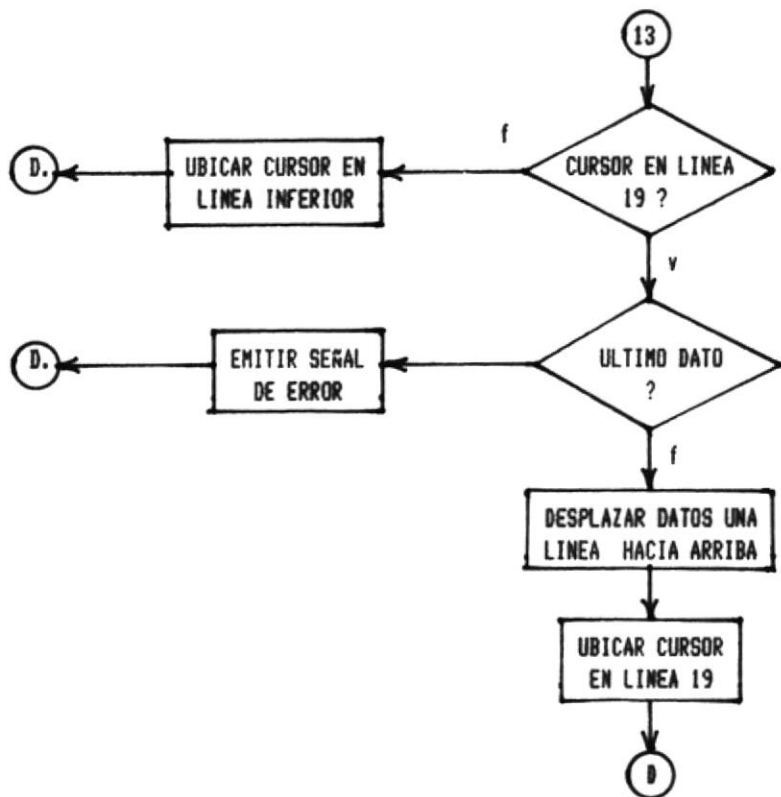 13
f
CURSOR EN LINEA
19 ?
UBICAR CURSOR EN
LINEA INFERIOR
D.
v
ULTIMO DATO
?
EMITIR SEÑAL
DE ERROR
D.
f
DESPLAZAR DATOS UNA
LINEA HACIA ARRIBA
UBICAR CURSOR
EN LINEA 19
D